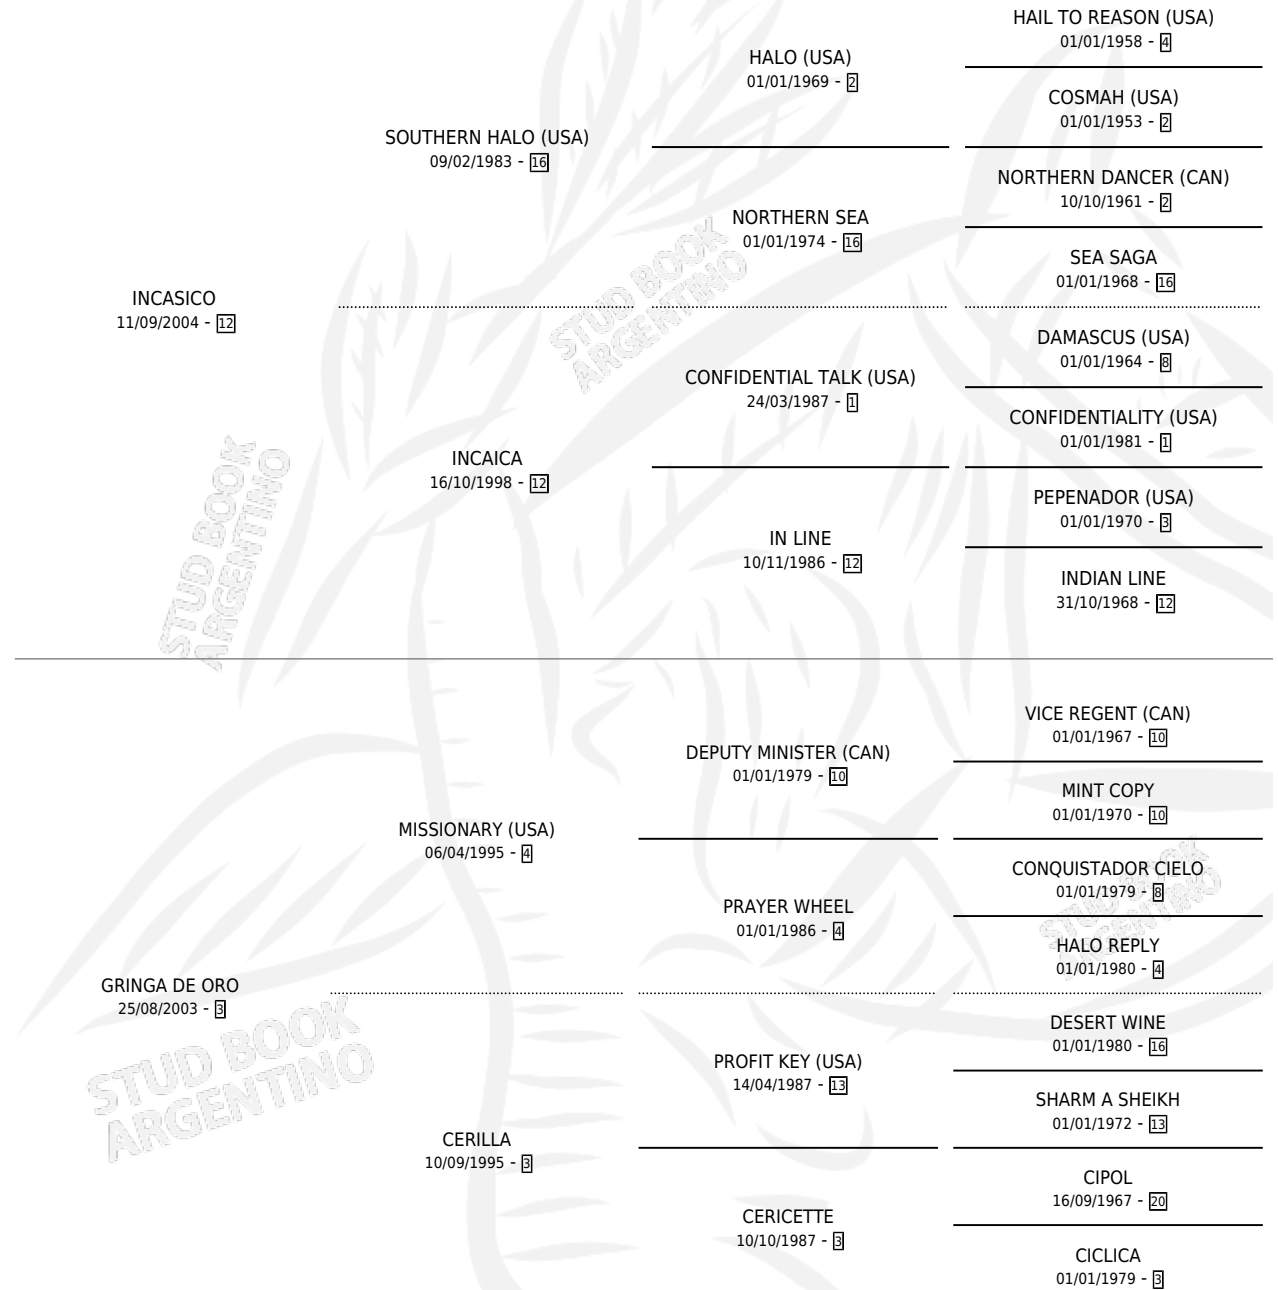 HAIL TO REASON (USA)
01/01/1958 - 4
HALO (USA)
01/01/1969 - 2
COSMAH (USA)
01/01/1953 - 2
SOUTHERN HALO (USA)
09/02/1983 - 16
NORTHERN DANCER (CAN)
10/10/1961 - 2
NORTHERN SEA
01/01/1974 - 16
SEA SAGA
01/01/1968 - 16
INCASICO
11/09/2004 - 12
STUD BOOK
ARGENTINO
DAMASCUS (USA)
01/01/1964 - 8
CONFIDENTIAL TALK (USA)
24/03/1987 - 1
CONFIDENTIALITY (USA)
01/01/1981 - 1
INCAICA
16/10/1998 - 12
PEPENADOR (USA)
01/01/1970 - 3
IN LINE
10/11/1986 - 12
INDIAN LINE
31/10/1968 - 12
STUD BOOK
ARGENTINO
VICE REGENT (CAN)
01/01/1967 - 10
DEPUTY MINISTER (CAN)
01/01/1979 - 10
MINT COPY
01/01/1970 - 10
MISSIONARY (USA)
06/04/1995 - 4
CONQUISTADOR CIELO
01/01/1979 - 8
PRAYER WHEEL
01/01/1986 - 4
STUD BOOK
ARGENTINO
HALO REPLY
01/01/1980 - 4
GRINGA DE ORO
25/08/2003 - 3
DESERT WINE
01/01/1980 - 16
PROFIT KEY (USA)
14/04/1987 - 13
STUD BOOK
ARGENTINO
SHARM A SHEIKH
01/01/1972 - 13
CERILLA
10/09/1995 - 3
CIPOL
16/09/1967 - 20
CERICETTE
10/10/1987 - 3
CICLICA
01/01/1979 - 3